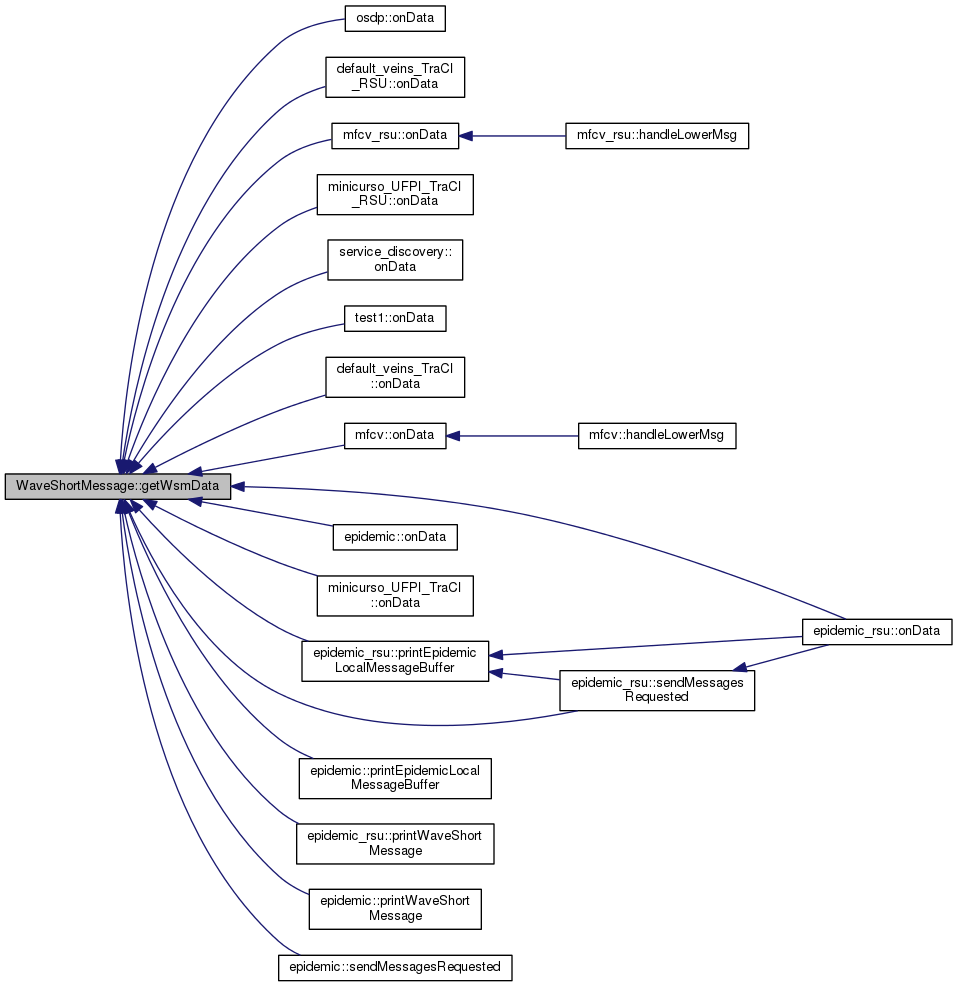 osdp::onData
default_veins_TraCI
_RSU::onData
mfcv_rsu::onData
mfcv_rsu::handleLowerMsg
minicurso_UFPI_TraCI
_RSU::onData
service_discovery::
onData
test1::onData
default_veins_TraCI
::onData
mfcv::onData
mfcv::handleLowerMsg
WaveShortMessage::getWsmData
epidemic::onData
minicurso_UFPI_TraCI
::onData
epidemic_rsu::onData
epidemic_rsu::printEpidemic
LocalMessageBuffer
epidemic_rsu::sendMessages
Requested
epidemic::printEpidemicLocal
MessageBuffer
epidemic_rsu::printWaveShort
Message
epidemic::printWaveShort
Message
epidemic::sendMessagesRequested